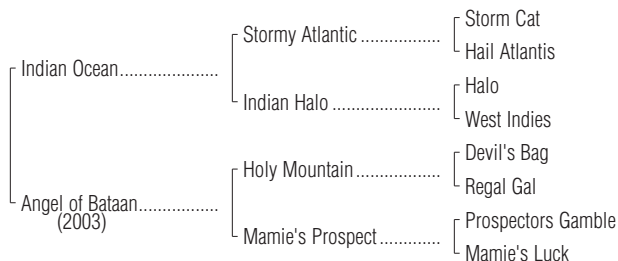 Storm Cat
Stormy Atlantic ..................
Hail Atlantis
Indian Ocean......................
Halo
Indian Halo ........................
West Indies
Devil's Bag
Holy Mountain ...................
Regal Gal
Angel of Bataan..................
(2003)
Prospectors Gamble
Mamie's Prospect..............
Mamie's Luck